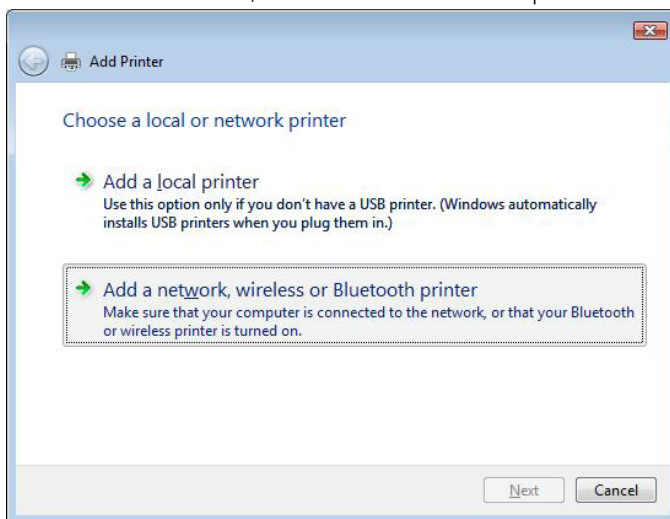 Add Printer
Choose a local or network printer
Add a local printer
Use this option only if you don't have a USB printer. (Windows automatically
installs USB printers when you plug them in.)
Add a network, wireless or Bluetooth printer
Make sure that your computer is connected to the network, or that your Bluetooth
or wireless printer is turned on.
Next
Cancel